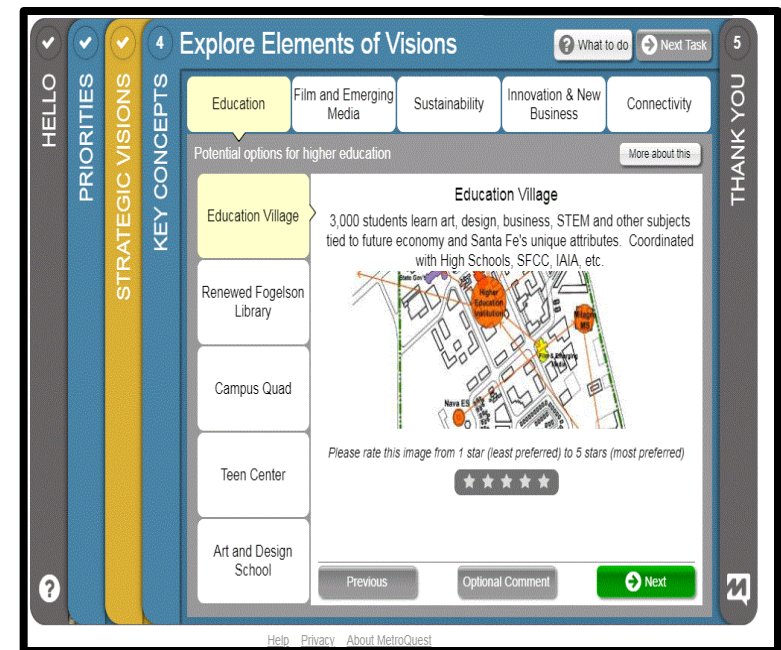 HELLO
PRIORITIES
STRATEGIC VISIONS
4
KEY CONCEPTS
Explore Elements of Visions
? What to do
Next Task
5
THANK YOU
Education
Film and Emerging
Media
Sustainability
Innovation & New
Business
Connectivity
Potential options for higher education
More about this
Education Village
Renewed Fogelson
Library
Campus Quad
Teen Center
Art and Design
School
Education Village
3,000 students learn art, design, business, STEM and other subjects
tied to future economy and Santa Fe's unique attributes. Coordinated
with High Schools, SFCC, IAIA, etc.
State Gov't
Higher
Education
Institution
Milagro
MS
Film & Emerging
Media
Nava ES
Please rate this image from 1 star (least preferred) to 5 stars (most preferred)
Previous
Optional Comment
Next
?
Help Privacy About MetroQuest